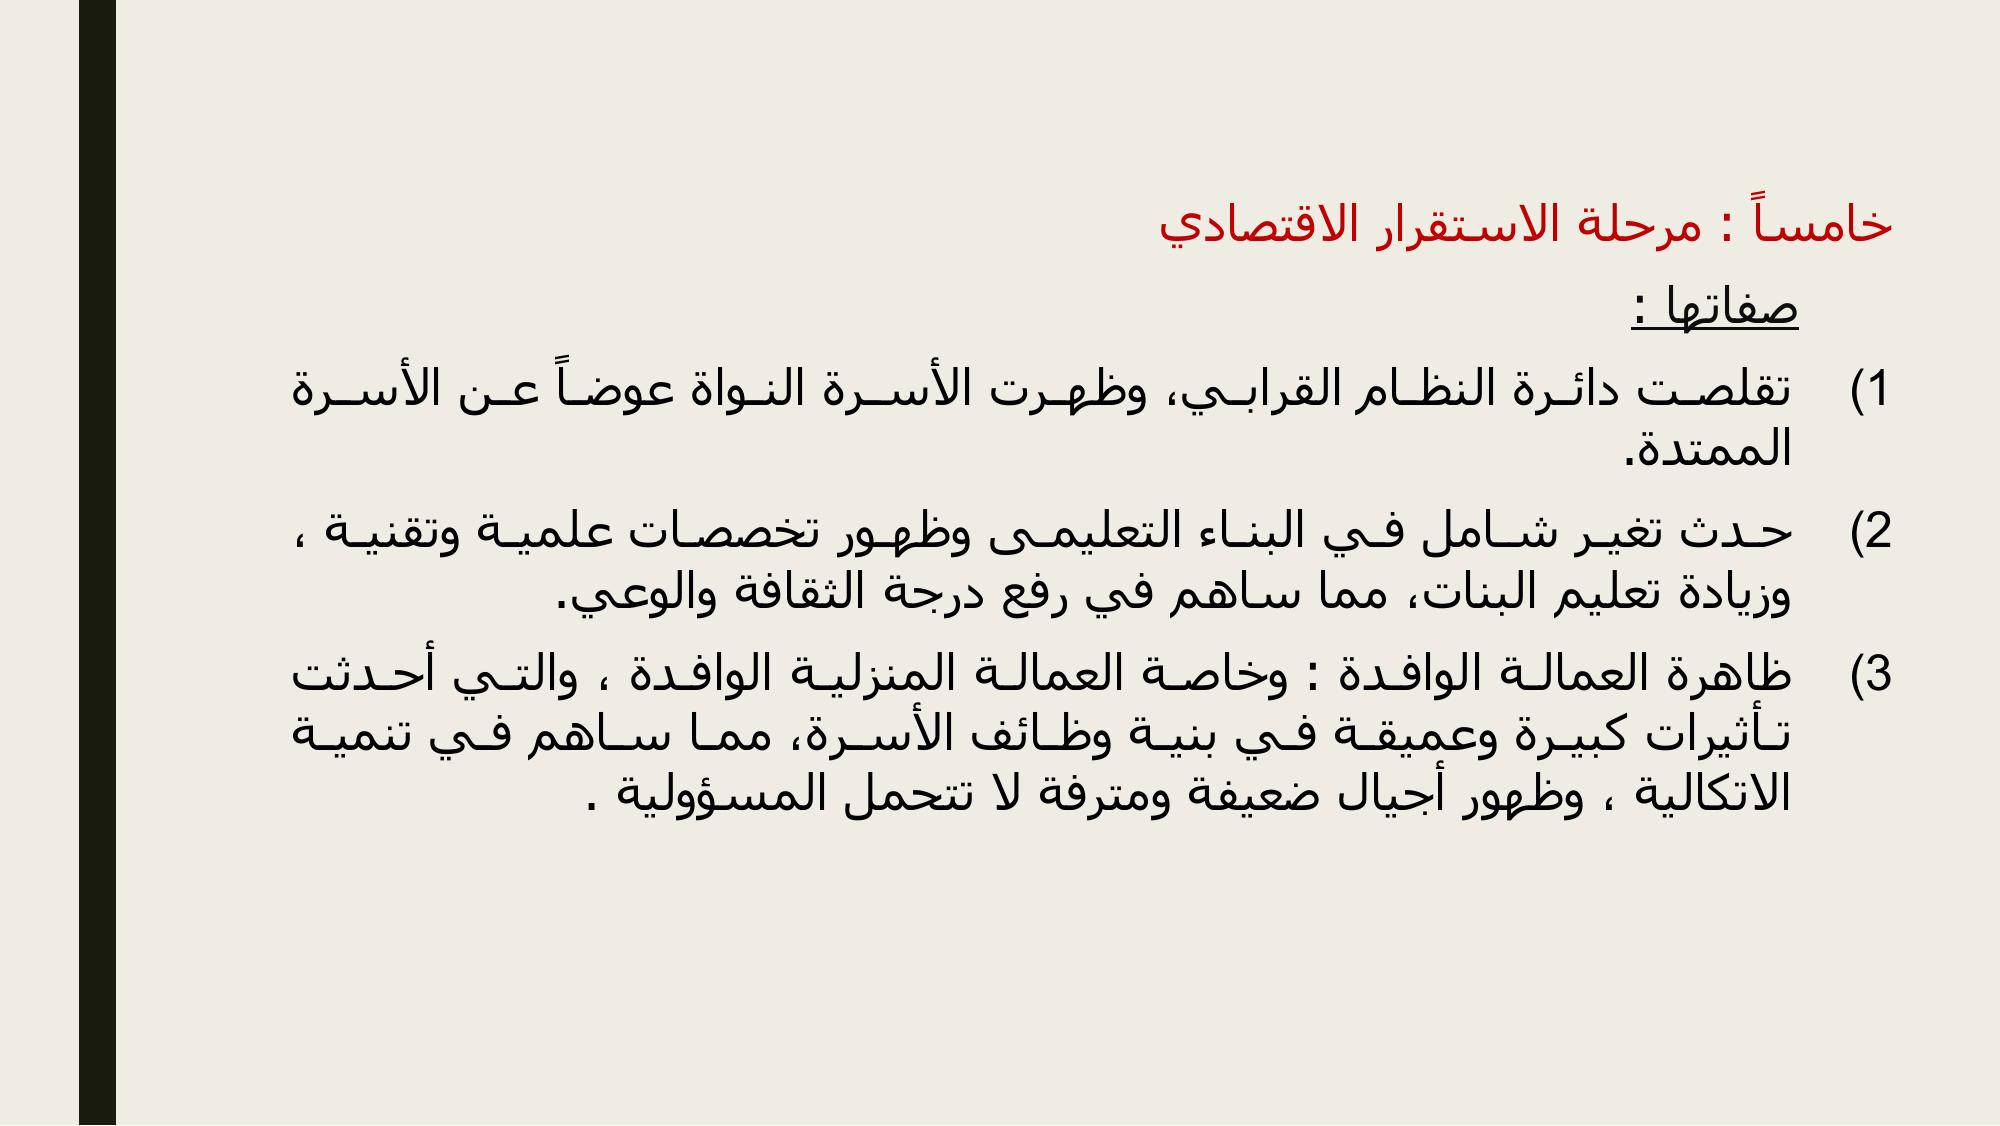 خامساً : مرحلة الاستقرار الاقتصادي
صفاتها :
1) تقلصت دائرة النظام القرابي، وظهرت الأسرة النواة عوضاً عن الأسرة
الممتدة.
2) حدث تغير شامل في البناء التعليمى وظهور تخصصات علمية وتقنية ،
وزيادة تعليم البنات، مما ساهم في رفع درجة الثقافة والوعي.
3) ظاهرة العمالة الوافدة : وخاصة العمالة المنزلية الوافدة ، والتي أحدثت
تأثيرات كبيرة وعميقة في بنية وظائف الأسرة، مما ساهم في تنمية
الاتكالية ، وظهور أجيال ضعيفة ومترفة لا تتحمل المسؤولية .